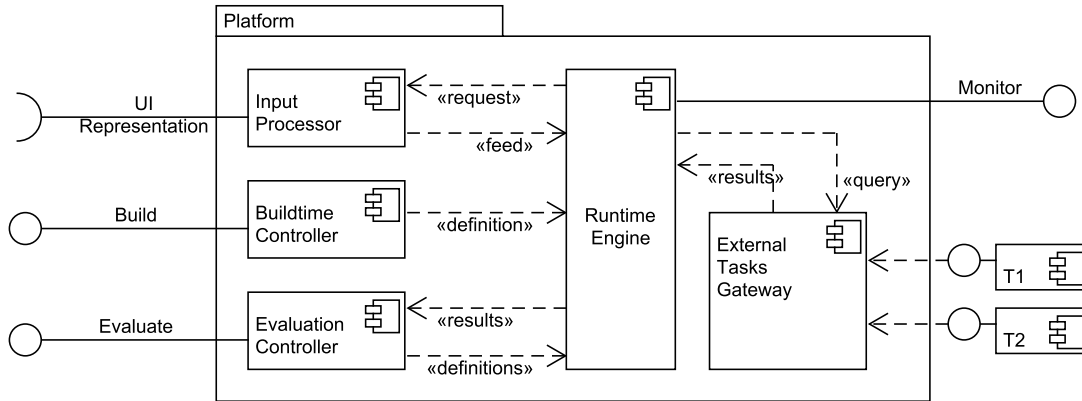 Platform
UI
Representation
Input
Processor
«request»
«feed»
Monitor
Build
Buildtime
Controller
«definition»
Runtime
Engine
«results»
«query»
External
Tasks
Gateway
T1
T2
Evaluate
Evaluation
Controller
«results»
«definitions»